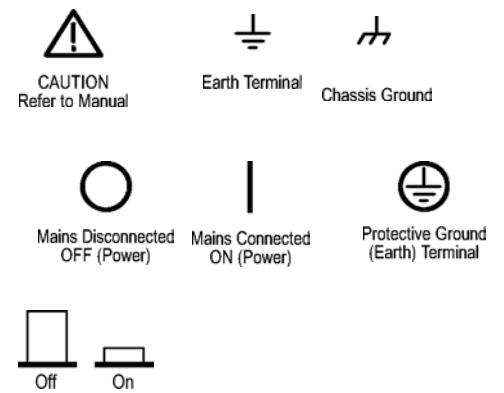 CAUTION
Refer to Manual
Earth Terminal
Chassis Ground
Mains Disconnected
OFF (Power)
Mains Connected
ON (Power)
Protective Ground
(Earth) Terminal
Off
On